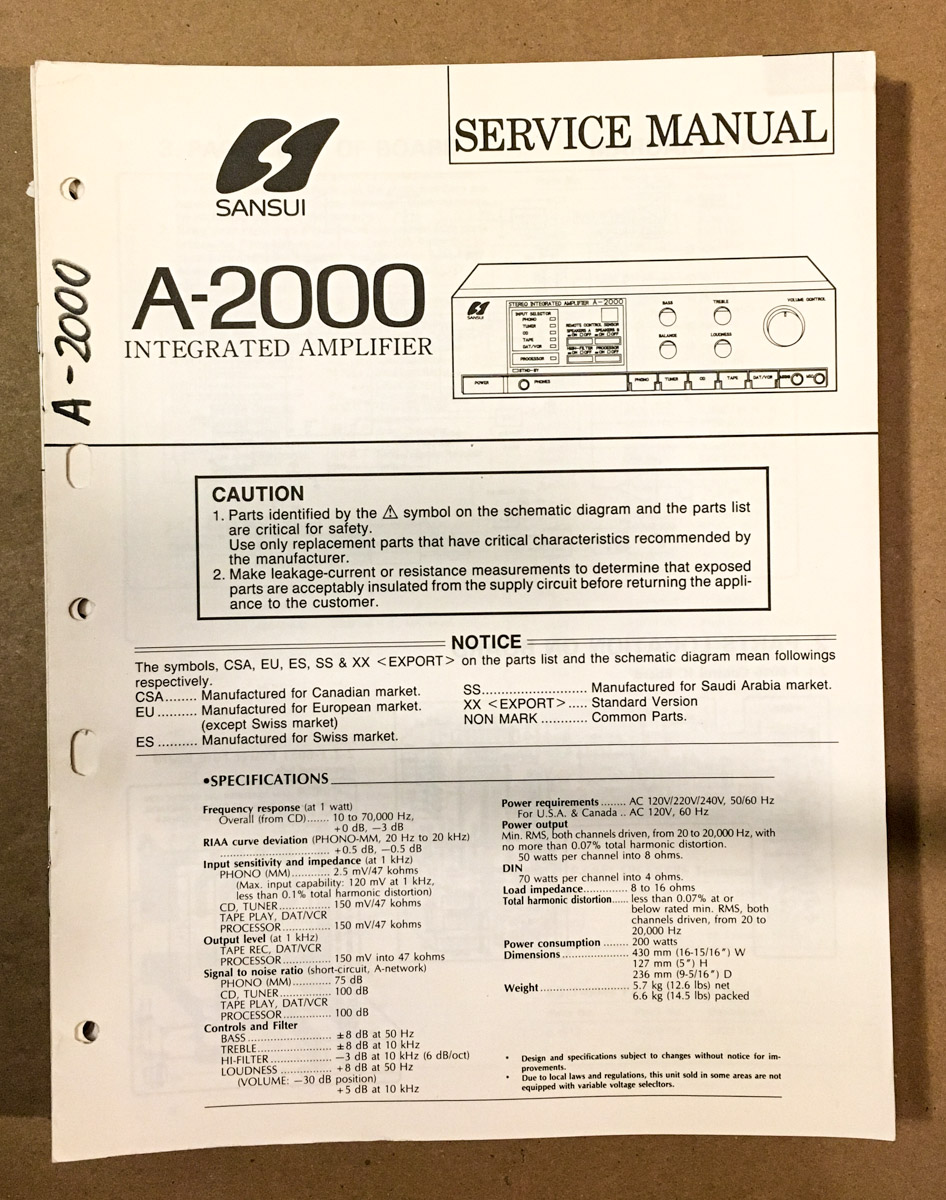 SERVICE MANUAL
SANSUI
A-2000
INTEGRATED AMPLIFIER
A-2000
SANSUI
STEREO INTEGRATED AMPLIFIER A-2000
INPUT SELECTOR
PHONO
TUNER
CD
TAPE
DAT/VCR
PROCESSOR
REMOTE CONTROL SENSOR
SPEAKERS A SPEAKERS B
ON OFF ON OFF
HIGH-FILTER PROCESSOR
ON OFF ON OFF
STND-BY
BASS
TREBLE
BALANCE
LOUDNESS
VOLUME CONTROL
POWER
PHONES
PHONO
TUNER
CD
TAPE
DAT/VCR
CAUTION
1. Parts identified by the ⚠ symbol on the schematic diagram and the parts list
are critical for safety.
Use only replacement parts that have critical characteristics recommended by
the manufacturer.
2. Make leakage-current or resistance measurements to determine that exposed
parts are acceptably insulated from the supply circuit before returning the appli-
ance to the customer.
NOTICE
The symbols, CSA, EU, ES, SS & XX <EXPORT> on the parts list and the schematic diagram mean followings
respectively.
CSA........ Manufactured for Canadian market.
EU .......... Manufactured for European market.
(except Swiss market)
ES .......... Manufactured for Swiss market.
SS.......................... Manufactured for Saudi Arabia market.
XX <EXPORT> ..... Standard Version
NON MARK ............ Common Parts.
•SPECIFICATIONS
Frequency response (at 1 watt)
Overall (from CD)....... 10 to 70,000 Hz,
+0 dB, −3 dB
RIAA curve deviation (PHONO-MM, 20 Hz to 20 kHz)
.............................. +0.5 dB, −0.5 dB
Input sensitivity and impedance (at 1 kHz)
PHONO (MM)............ 2.5 mV/47 kohms
(Max. input capability: 120 mV at 1 kHz,
less than 0.1% total harmonic distortion)
CD, TUNER................ 150 mV/47 kohms
TAPE PLAY, DAT/VCR
PROCESSOR............... 150 mV/47 kohms
Output level (at 1 kHz)
TAPE REC, DAT/VCR
PROCESSOR............... 150 mV into 47 kohms
Signal to noise ratio (short-circuit, A-network)
PHONO (MM)............ 75 dB
CD, TUNER................ 100 dB
TAPE PLAY, DAT/VCR
PROCESSOR............... 100 dB
Controls and Filter
BASS .......................... ±8 dB at 50 Hz
TREBLE....................... ±8 dB at 10 kHz
HI-FILTER ................... −3 dB at 10 kHz (6 dB/oct)
LOUDNESS ................ +8 dB at 50 Hz
(VOLUME: −30 dB position)
+5 dB at 10 kHz
Power requirements ....... AC 120V/220V/240V, 50/60 Hz
For U.S.A. & Canada .. AC 120V, 60 Hz
Power output
Min. RMS, both channels driven, from 20 to 20,000 Hz, with
no more than 0.07% total harmonic distortion.
50 watts per channel into 8 ohms.
DIN
70 watts per channel into 4 ohms.
Load impedance.............. 8 to 16 ohms
Total harmonic distortion..... less than 0.07% at or
below rated min. RMS, both
channels driven, from 20 to
20,000 Hz
Power consumption ........ 200 watts
Dimensions ..................... 430 mm (16-15/16") W
127 mm (5") H
236 mm (9-5/16") D
Weight............................ 5.7 kg (12.6 lbs) net
6.6 kg (14.5 lbs) packed
• Design and specifications subject to changes without notice for im-
provements.
• Due to local laws and regulations, this unit sold in some areas are not
equipped with variable voltage selecltors.